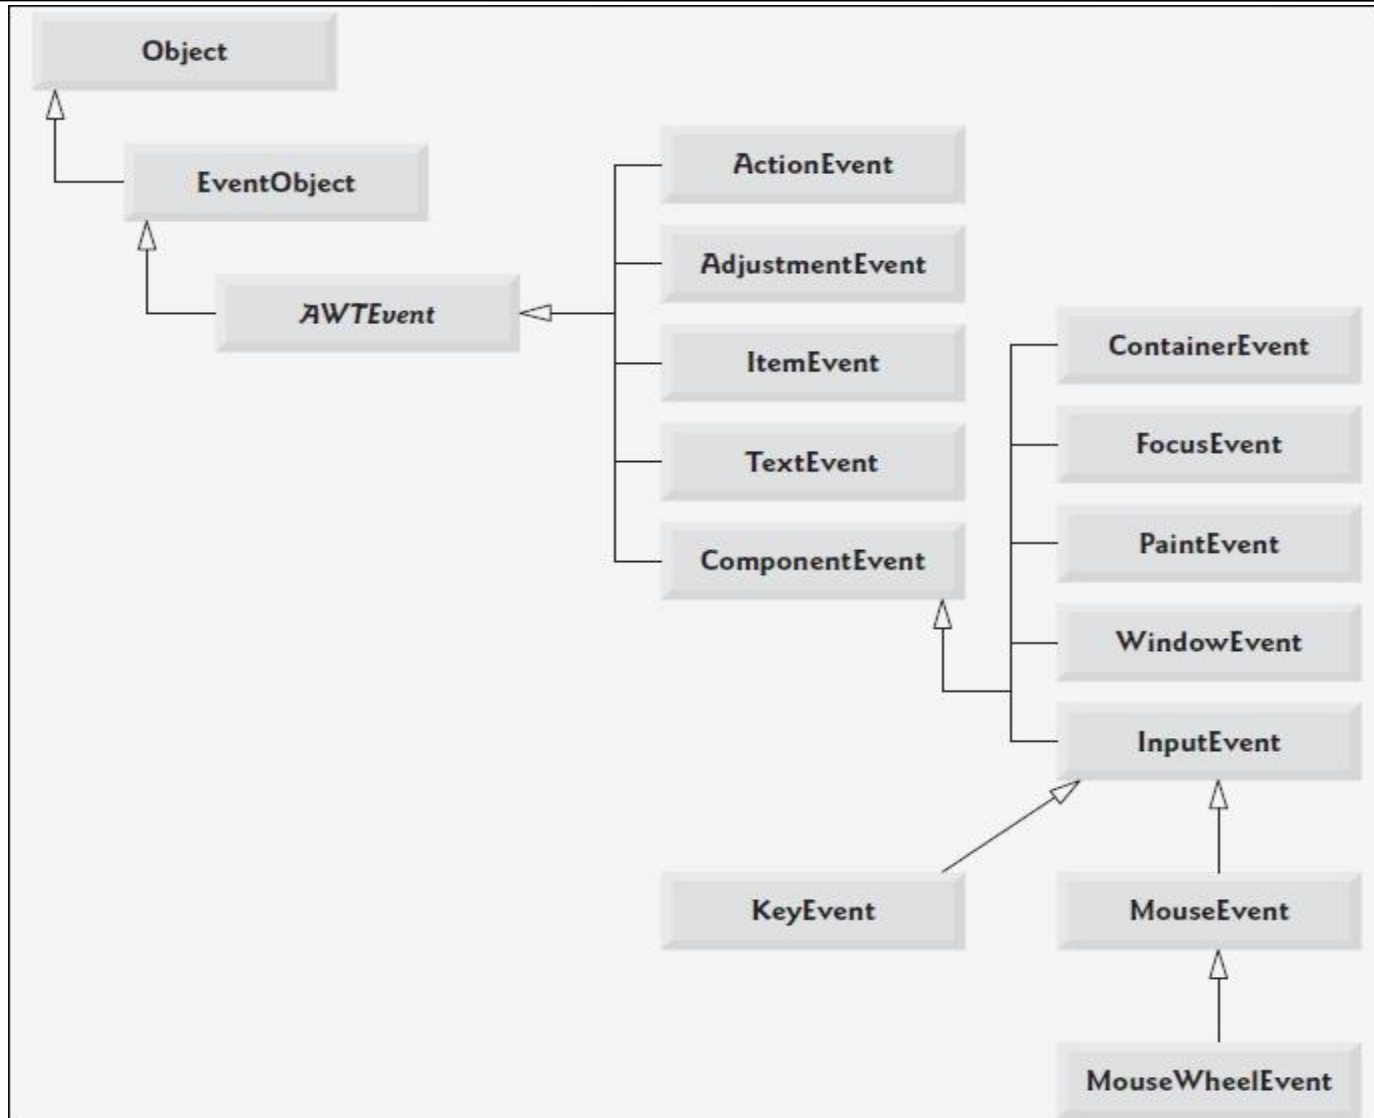 Object
EventObject
AWTEvent
ActionEvent
AdjustmentEvent
ItemEvent
TextEvent
ComponentEvent
ContainerEvent
FocusEvent
PaintEvent
WindowEvent
InputEvent
KeyEvent
MouseEvent
MouseWheelEvent